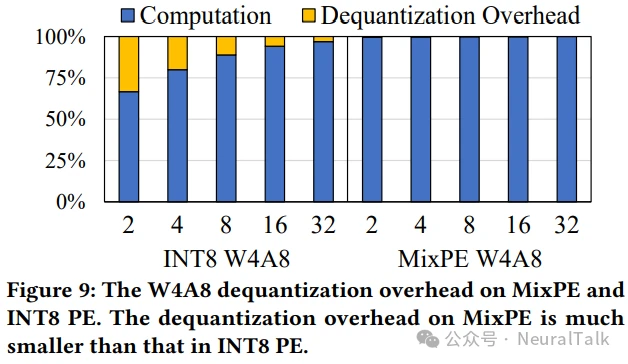 Computation Dequantization Overhead
100%
75%
50%
25%
0%
2 4 8 16 32 2 4 8 16 32
INT8 W4A8 MixPE W4A8
Figure 9: The W4A8 dequantization overhead on MixPE and
INT8 PE. The dequantization overhead on MixPE is much
smaller than that in INT8 PE.
公众号 · NeuralTalk